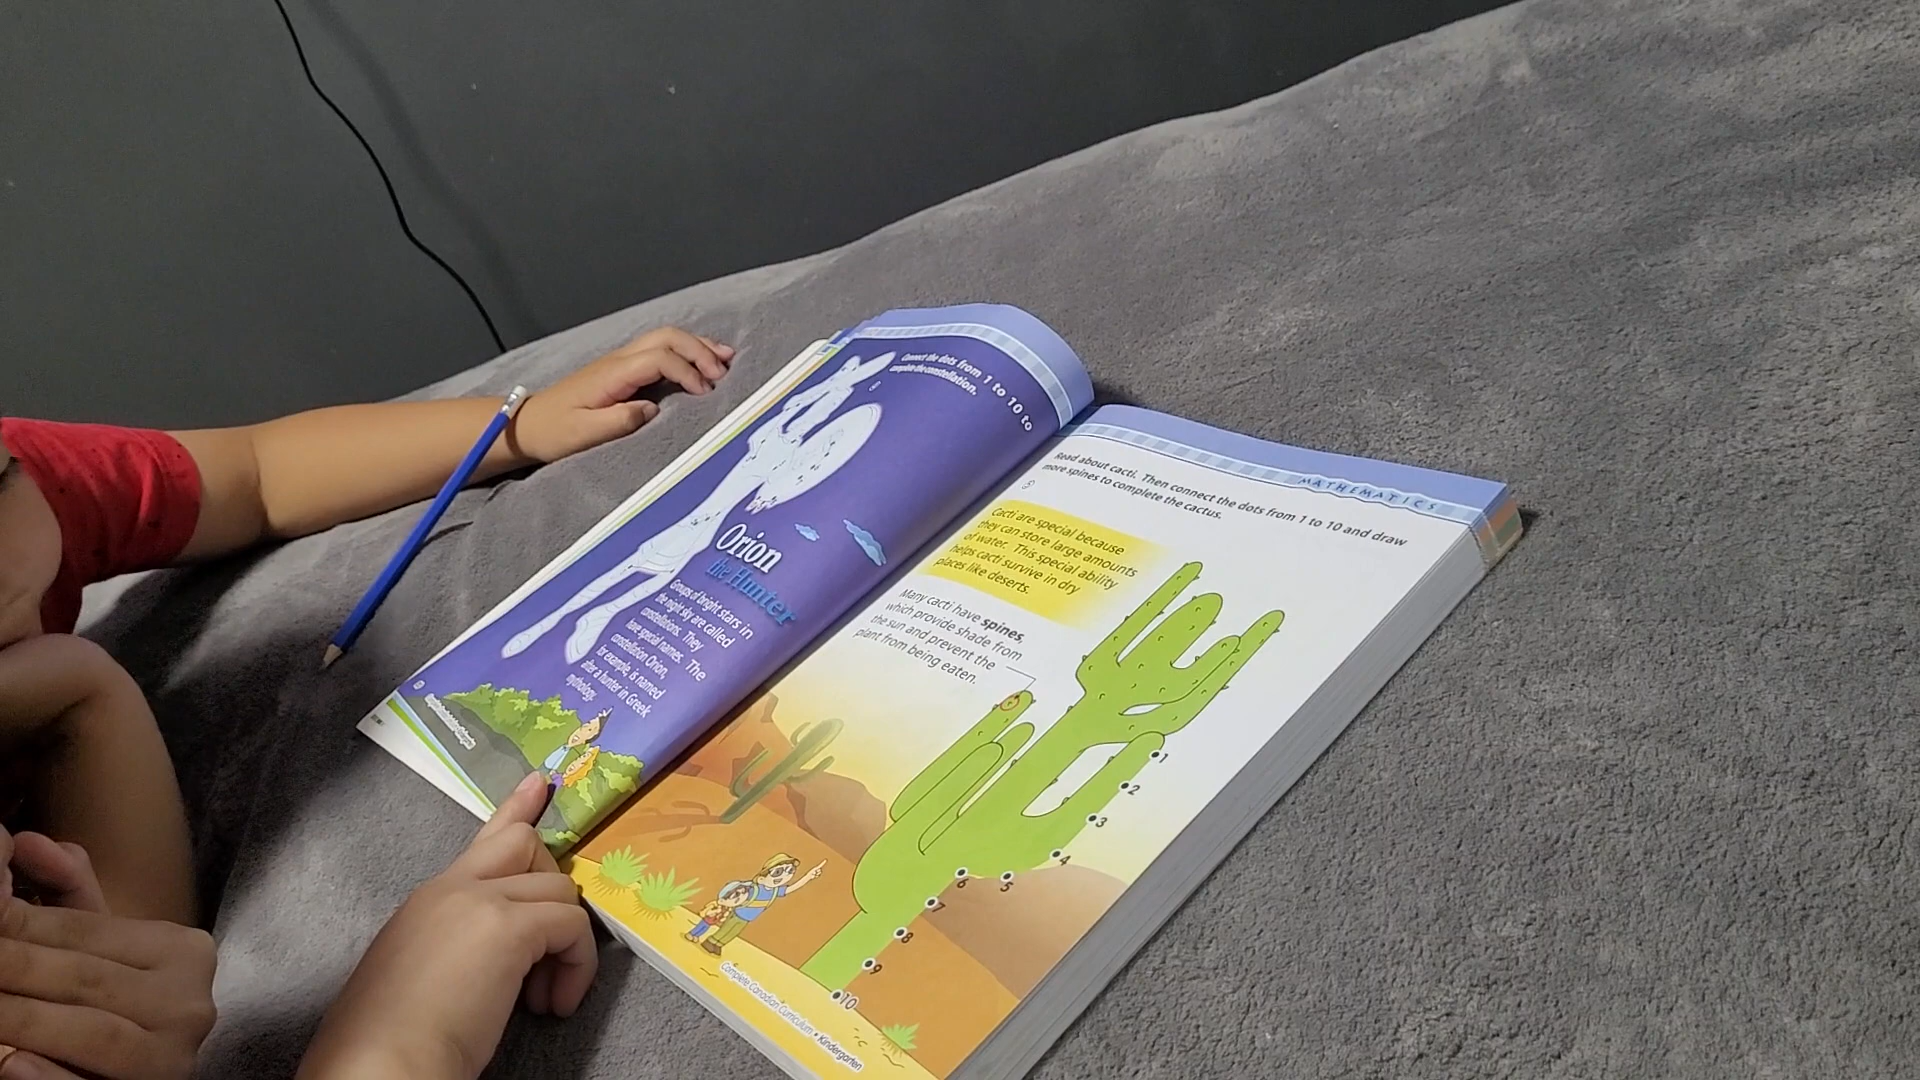 Connect the dots from 1 to 10 to
complete the constellation.
Orion
the Hunter
Groups of bright stars in
the night sky are called
constellations. They
have special names. The
constellation Orion,
for example, is named
after a hunter in Greek
mythology.
MATHEMATICS
Read about cacti. Then connect the dots from 1 to 10 and draw
more spines to complete the cactus.
Cacti are special because
they can store large amounts
of water. This special ability
helps cacti survive in dry
places like deserts.
Many cacti have spines,
which provide shade from
the sun and prevent the
plant from being eaten.
1
2
3
4
5
6
7
8
9
10
Complete Canadian Curriculum • Kindergarten